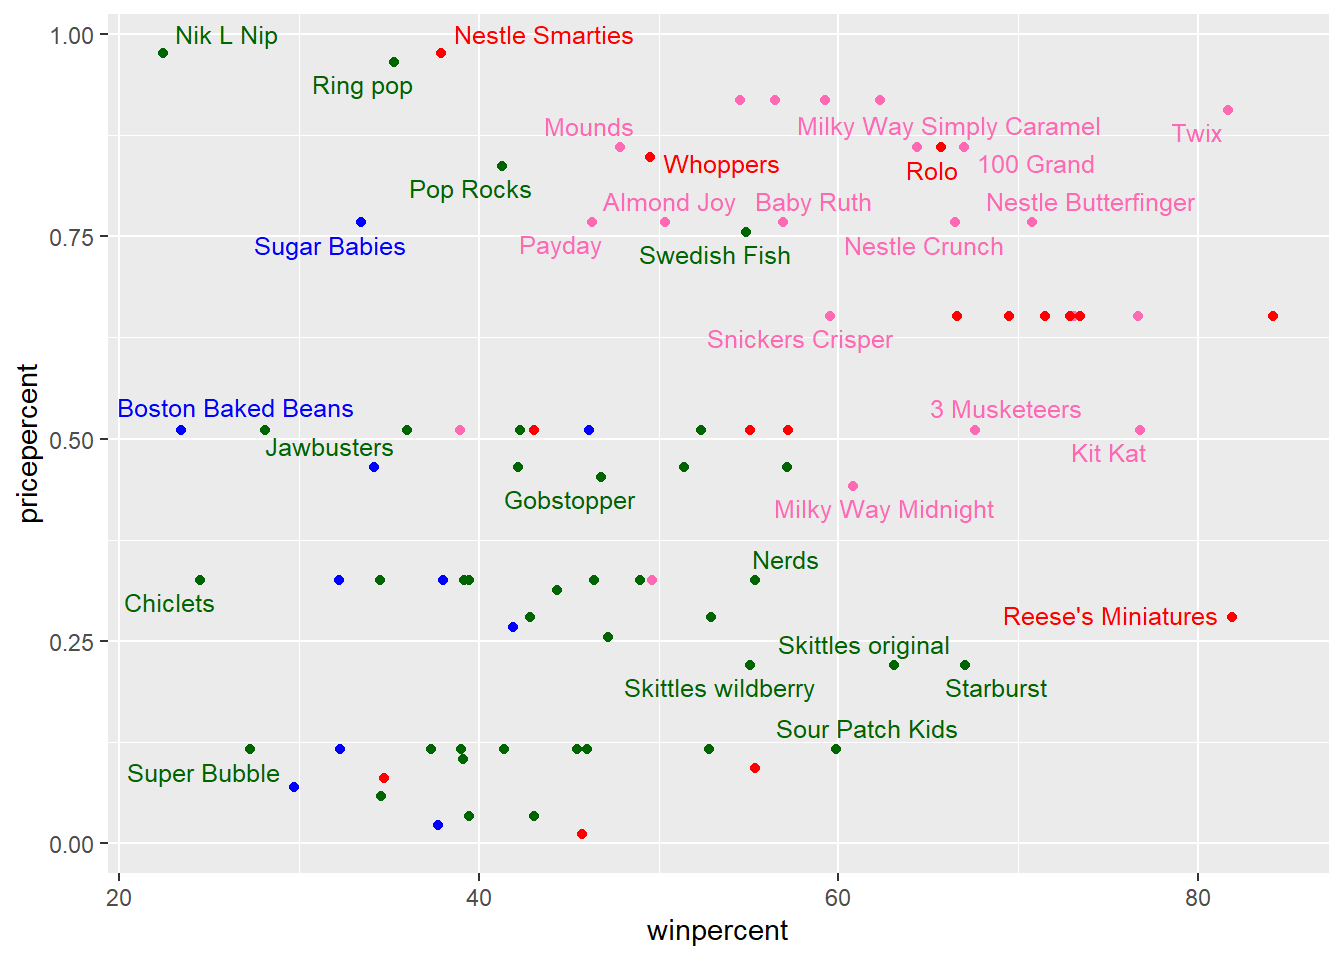 1.00
Nik L Nip
Nestle Smarties
Ring pop
Mounds
Milky Way Simply Caramel
Twix
Whoppers
Rolo
100 Grand
Pop Rocks
Almond Joy
Baby Ruth
Nestle Butterfinger
0.75
Sugar Babies
Payday
Swedish Fish
Nestle Crunch
Snickers Crisper
Boston Baked Beans
3 Musketeers
0.50
Jawbusters
Kit Kat
pricepercent
Gobstopper
Milky Way Midnight
Nerds
Chiclets
Reese's Miniatures
0.25
Skittles original
Skittles wildberry
Starburst
Sour Patch Kids
Super Bubble
0.00
20
40
60
80
winpercent